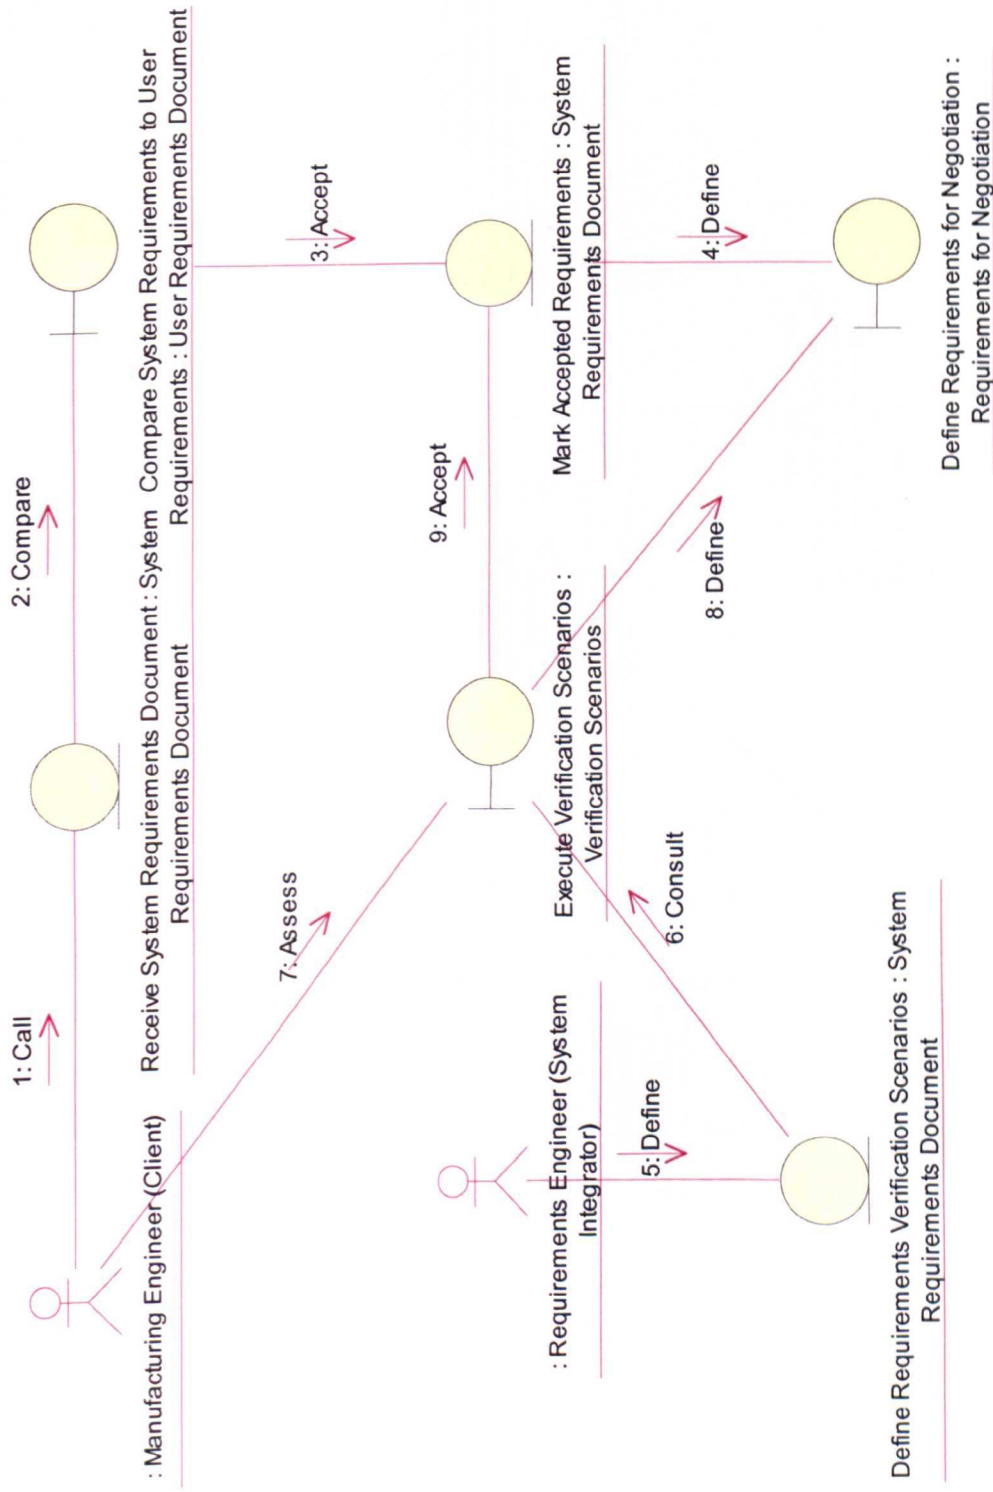 1: Call
2: Compare
: Manufacturing Engineer (Client)
Receive System Requirements Document : System
Requirements Document
Compare System Requirements to User
Requirements : User Requirements Document
7: Assess
3: Accept
9: Accept
: Requirements Engineer (System
Integrator)
Execute Verification Scenarios :
Verification Scenarios
Mark Accepted Requirements : System
Requirements Document
5: Define
6: Consult
8: Define
4: Define
Define Requirements Verification Scenarios : System
Requirements Document
Define Requirements for Negotiation :
Requirements for Negotiation